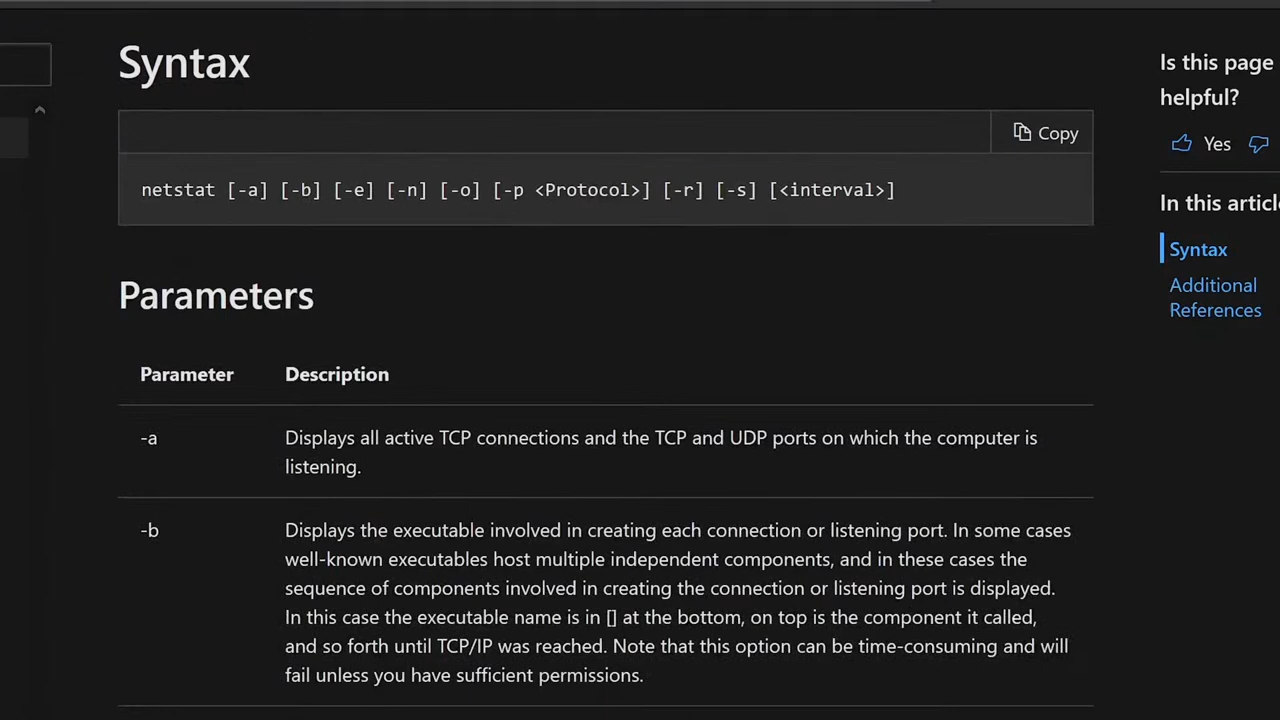 Syntax
Copy
netstat [-a] [-b] [-e] [-n] [-o] [-p <Protocol>] [-r] [-s] [<interval>]
Parameters
Parameter Description
-a Displays all active TCP connections and the TCP and UDP ports on which the computer is
listening.
-b Displays the executable involved in creating each connection or listening port. In some cases
well-known executables host multiple independent components, and in these cases the
sequence of components involved in creating the connection or listening port is displayed.
In this case the executable name is in [] at the bottom, on top is the component it called,
and so forth until TCP/IP was reached. Note that this option can be time-consuming and will
fail unless you have sufficient permissions.
Is this page
helpful?
Yes
In this articl
Syntax
Additional
References